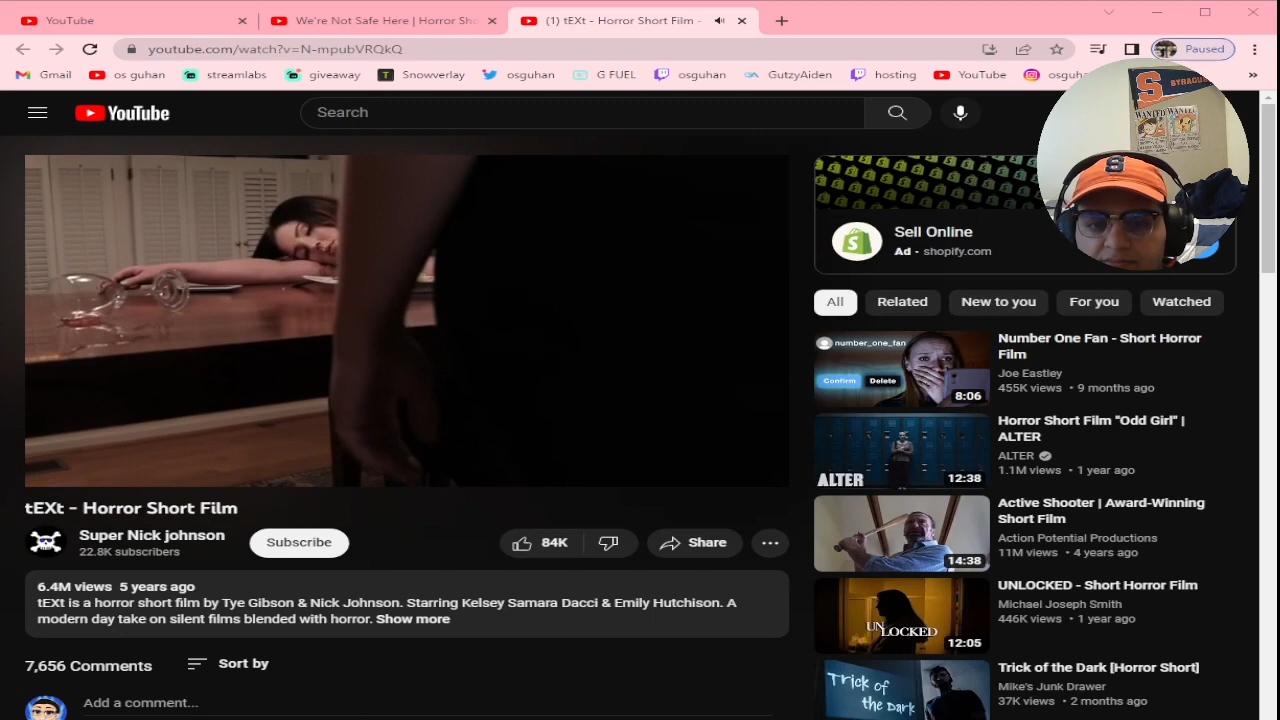 YouTube
We're Not Safe Here | Horror Sho
(1) tEXt - Horror Short Film -
youtube.com/watch?v=N-mpubVRQkQ
Paused
Gmail
os guhan
streamlabs
giveaway
Snowverlay
osguhan
G FUEL
osguhan
GutzyAiden
hosting
YouTube
osguha
»
YouTube
Search
S
SYRACUS
WANTED WANTED
S
Sell Online
Ad - shopify.com
All
Related
New to you
For you
Watched
number_one_fan
Confirm
Delete
8:06
Number One Fan - Short Horror
Film
Joe Eastley
455K views • 9 months ago
ALTER
12:38
Horror Short Film "Odd Girl" |
ALTER
ALTER
1.1M views • 1 year ago
14:38
Active Shooter | Award-Winning
Short Film
Action Potential Productions
11M views • 4 years ago
UNLOCKED
12:05
UNLOCKED - Short Horror Film
Michael Joseph Smith
446K views • 1 year ago
Trick of
the Dark
Trick of the Dark [Horror Short]
Mike's Junk Drawer
37K views • 2 months ago
tEXt - Horror Short Film
Super Nick johnson
22.8K subscribers
Subscribe
84K
Share
6.4M views 5 years ago
tEXt is a horror short film by Tye Gibson & Nick Johnson. Starring Kelsey Samara Dacci & Emily Hutchison. A
modern day take on silent films blended with horror. Show more
7,656 Comments
Sort by
Add a comment...